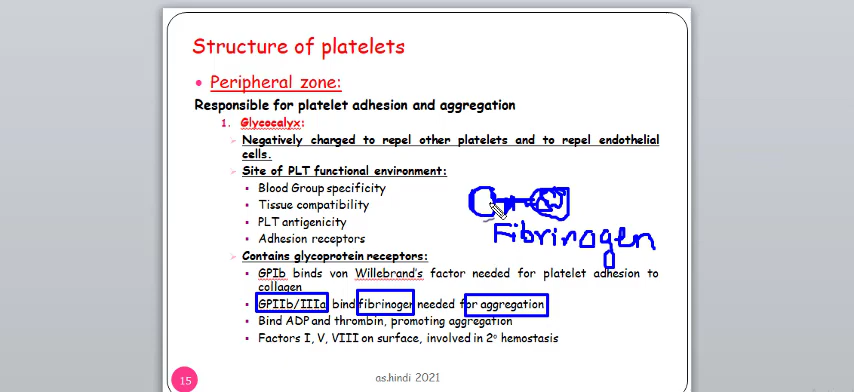 Structure of platelets
• Peripheral zone:
Responsible for platelet adhesion and aggregation
1. Glycocalyx:
➢ Negatively charged to repel other platelets and to repel endothelial
cells.
➢ Site of PLT functional environment:
▪ Blood Group specificity
▪ Tissue compatibility
▪ PLT antigenicity
▪ Adhesion receptors
Fibrinogen
➢ Contains glycoprotein receptors:
▪ GPIb binds von Willebrand's factor needed for platelet adhesion to
collagen
▪ GPIIb/IIIa bind fibrinogen needed for aggregation
▪ Bind ADP and thrombin, promoting aggregation
▪ Factors I, V, VIII on surface, involved in 2° hemostasis
15
as.hindi 2021